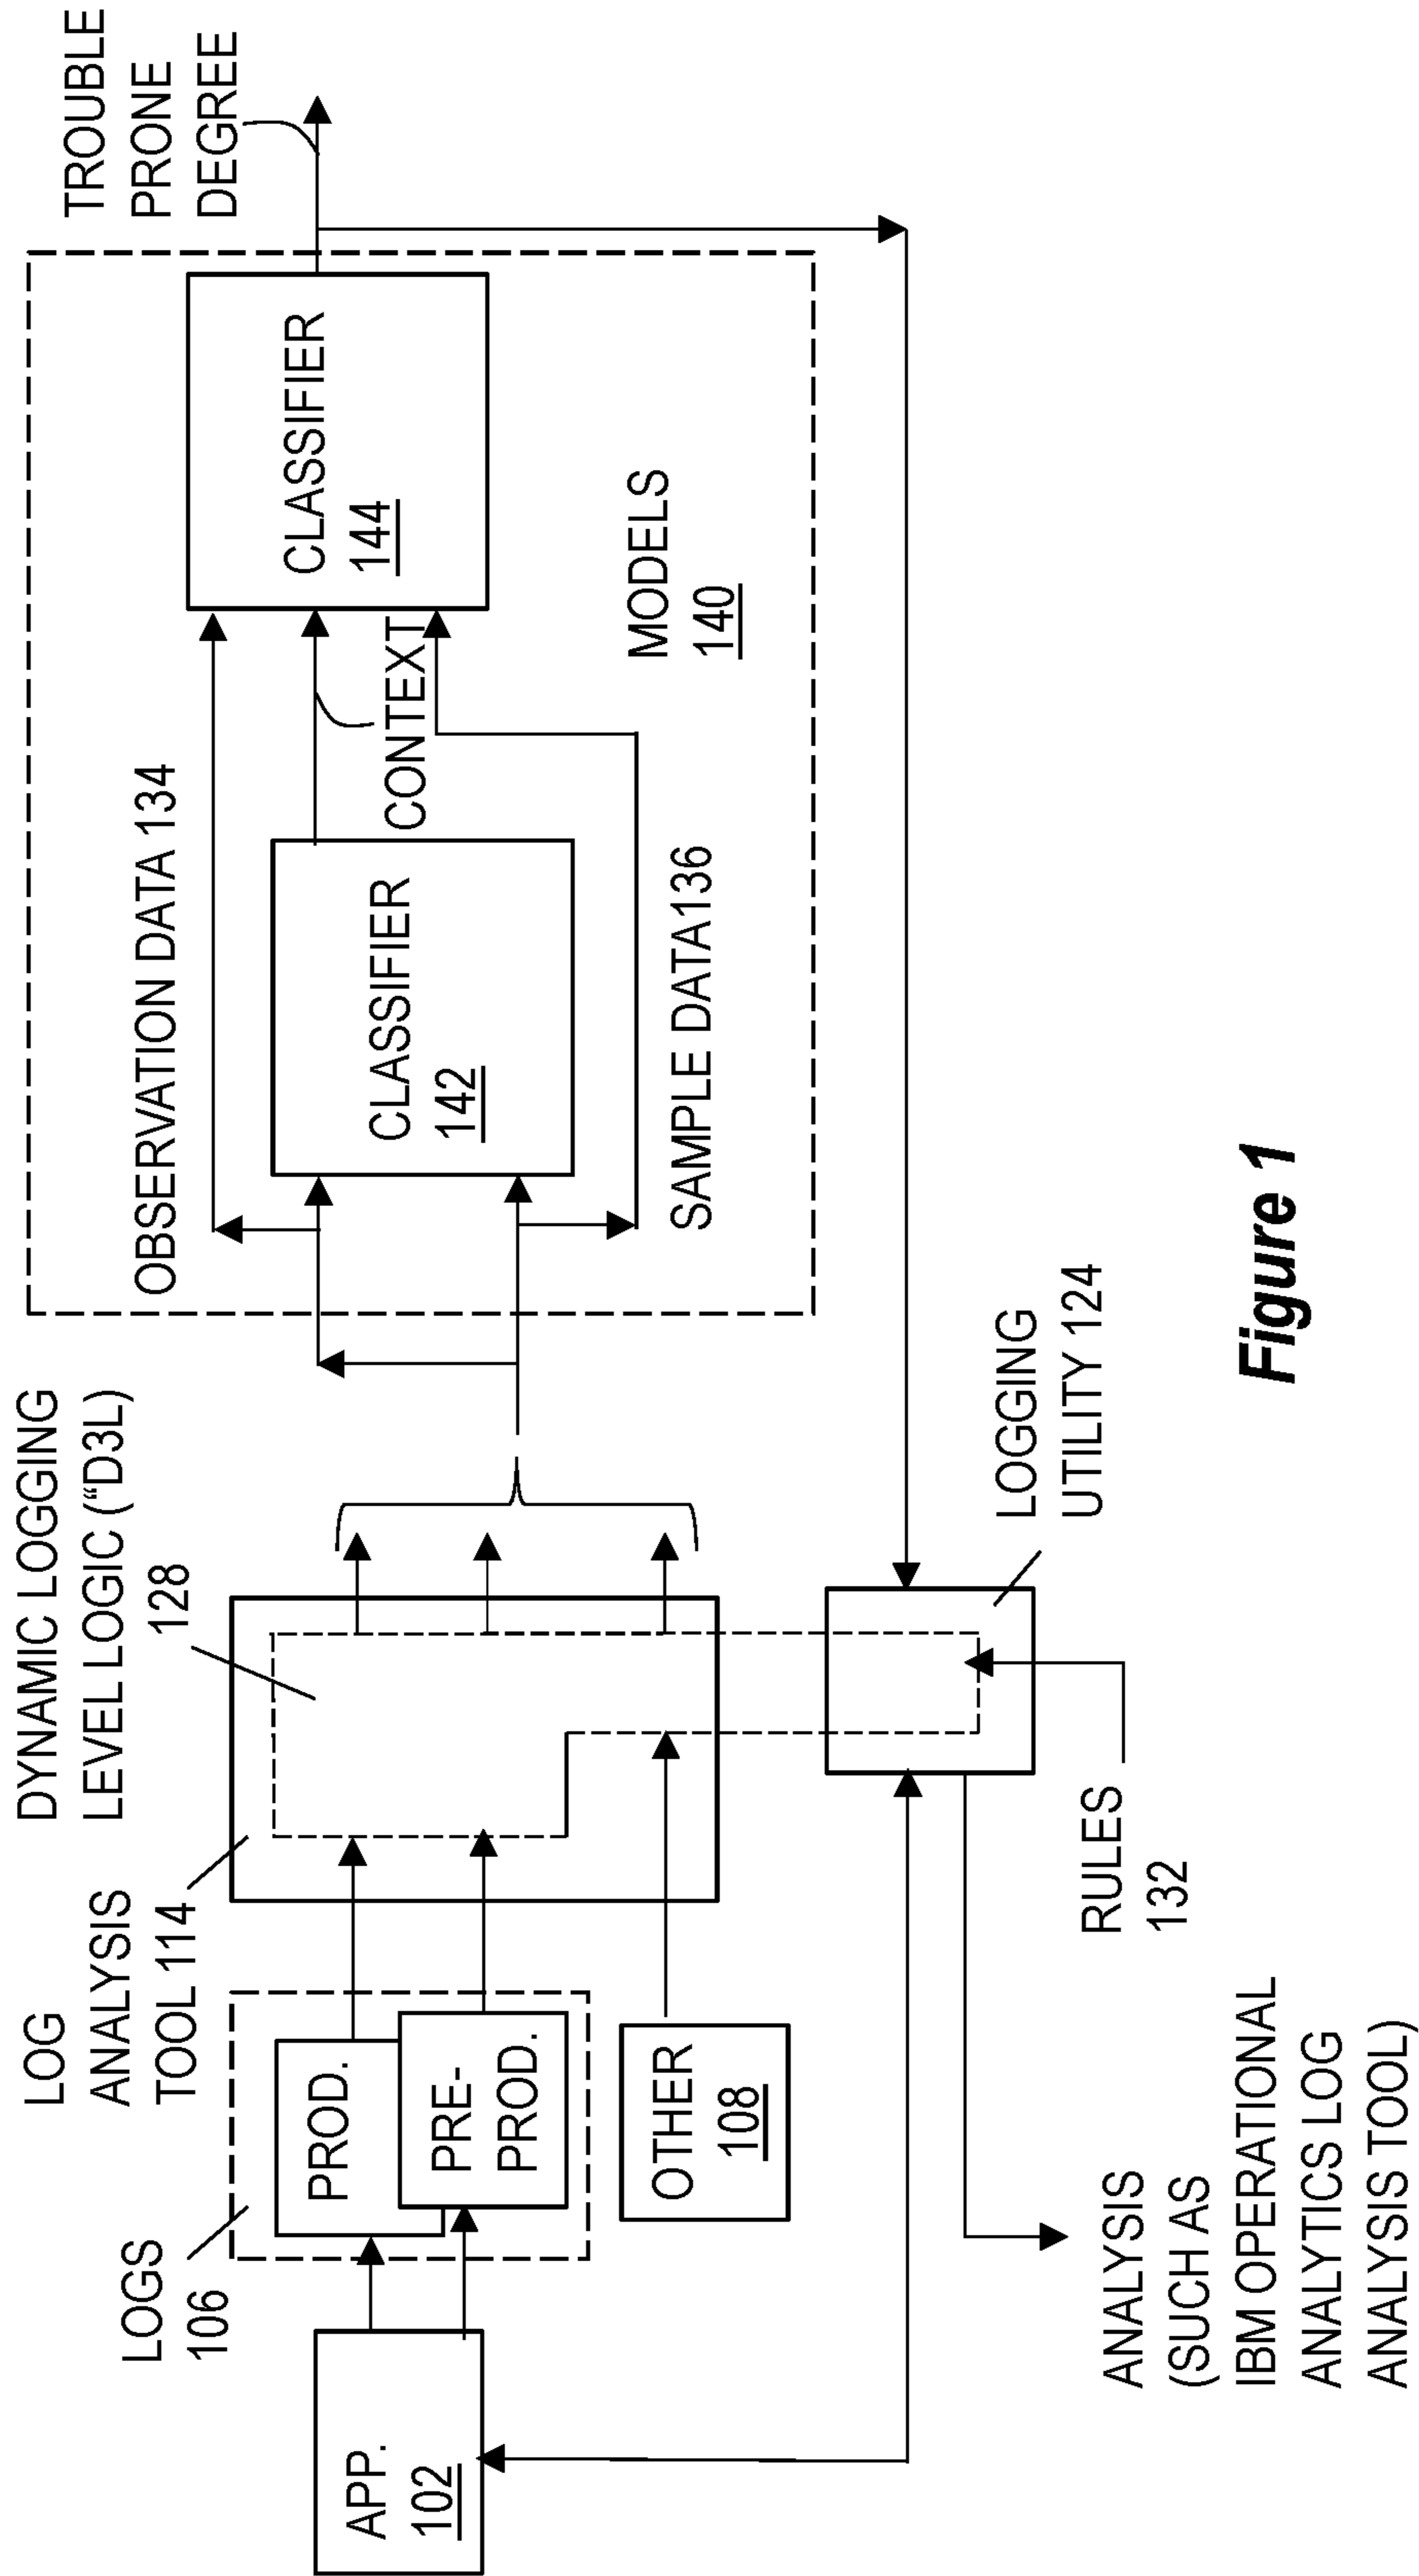 DYNAMIC LOGGING
LEVEL LOGIC (“D3L)
128
LOG
ANALYSIS
TOOL 114
LOGS
106
APP.
102
PROD.
PRE-
PROD.
OTHER
108
OBSERVATION DATA 134
CLASSIFIER
142
CONTEXT
SAMPLE DATA136
CLASSIFIER
144
MODELS
140
TROUBLE
PRONE
DEGREE
LOGGING
UTILITY 124
RULES
132
ANALYSIS
(SUCH AS
IBM OPERATIONAL
ANALYTICS LOG
ANALYSIS TOOL)
Figure 1